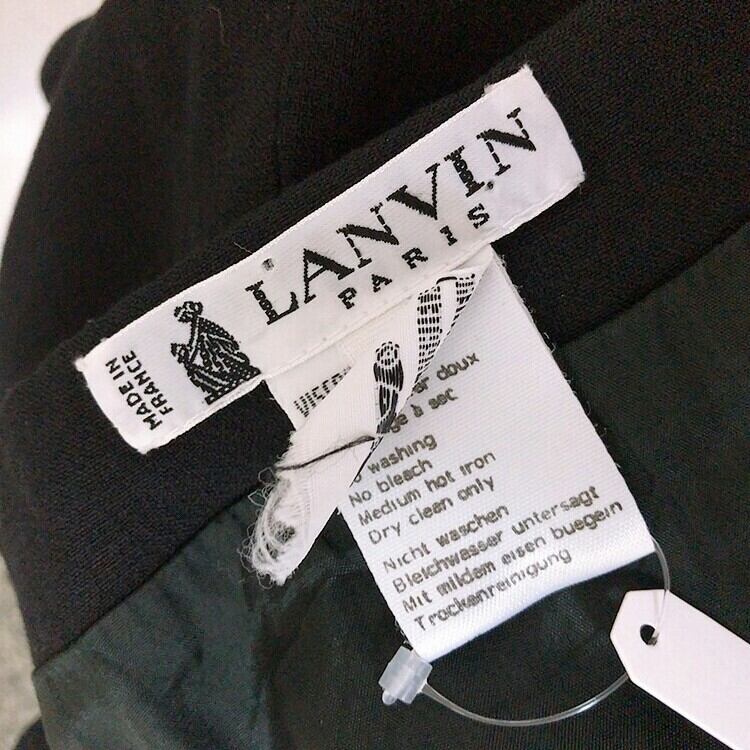 LANVIN
PARIS
MADE IN
FRANCE
doux
à sec
washing
No bleach
Medium hot iron
Dry clean only
Nicht waschen
Bleichwasser untersagt
Mit mildem eisen buegeln
Trockenreinigung